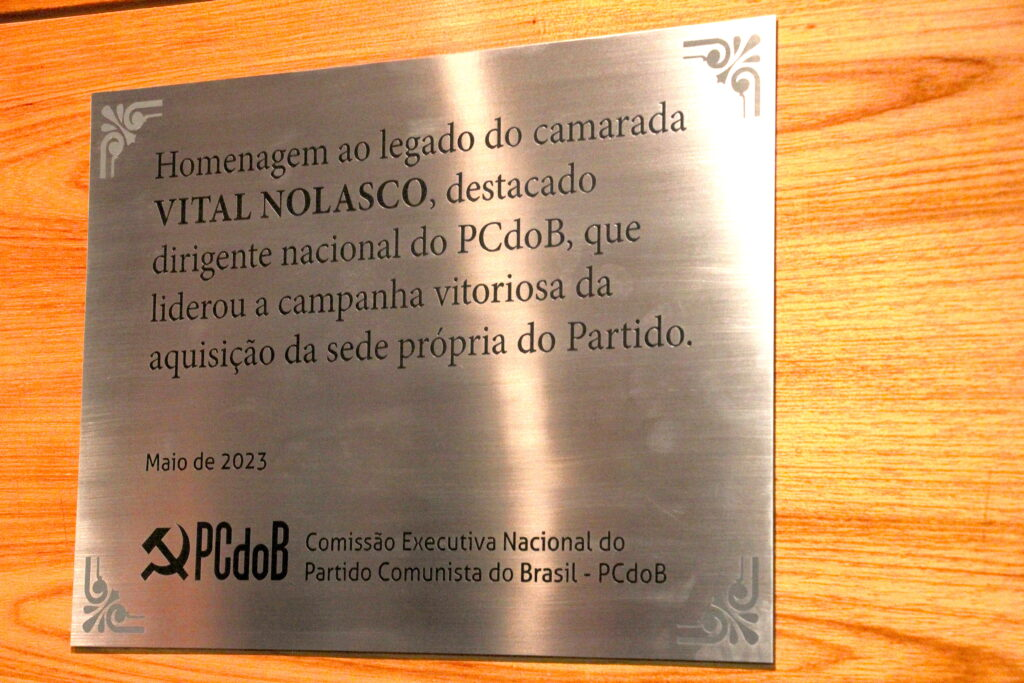 Homenagem ao legado do camarada
VITAL NOLASCO, destacado
dirigente nacional do PCdoB, que
liderou a campanha vitoriosa da
aquisição da sede própria do Partido.
Maio de 2023
PCdoB
Comissão Executiva Nacional do
Partido Comunista do Brasil - PCdoB